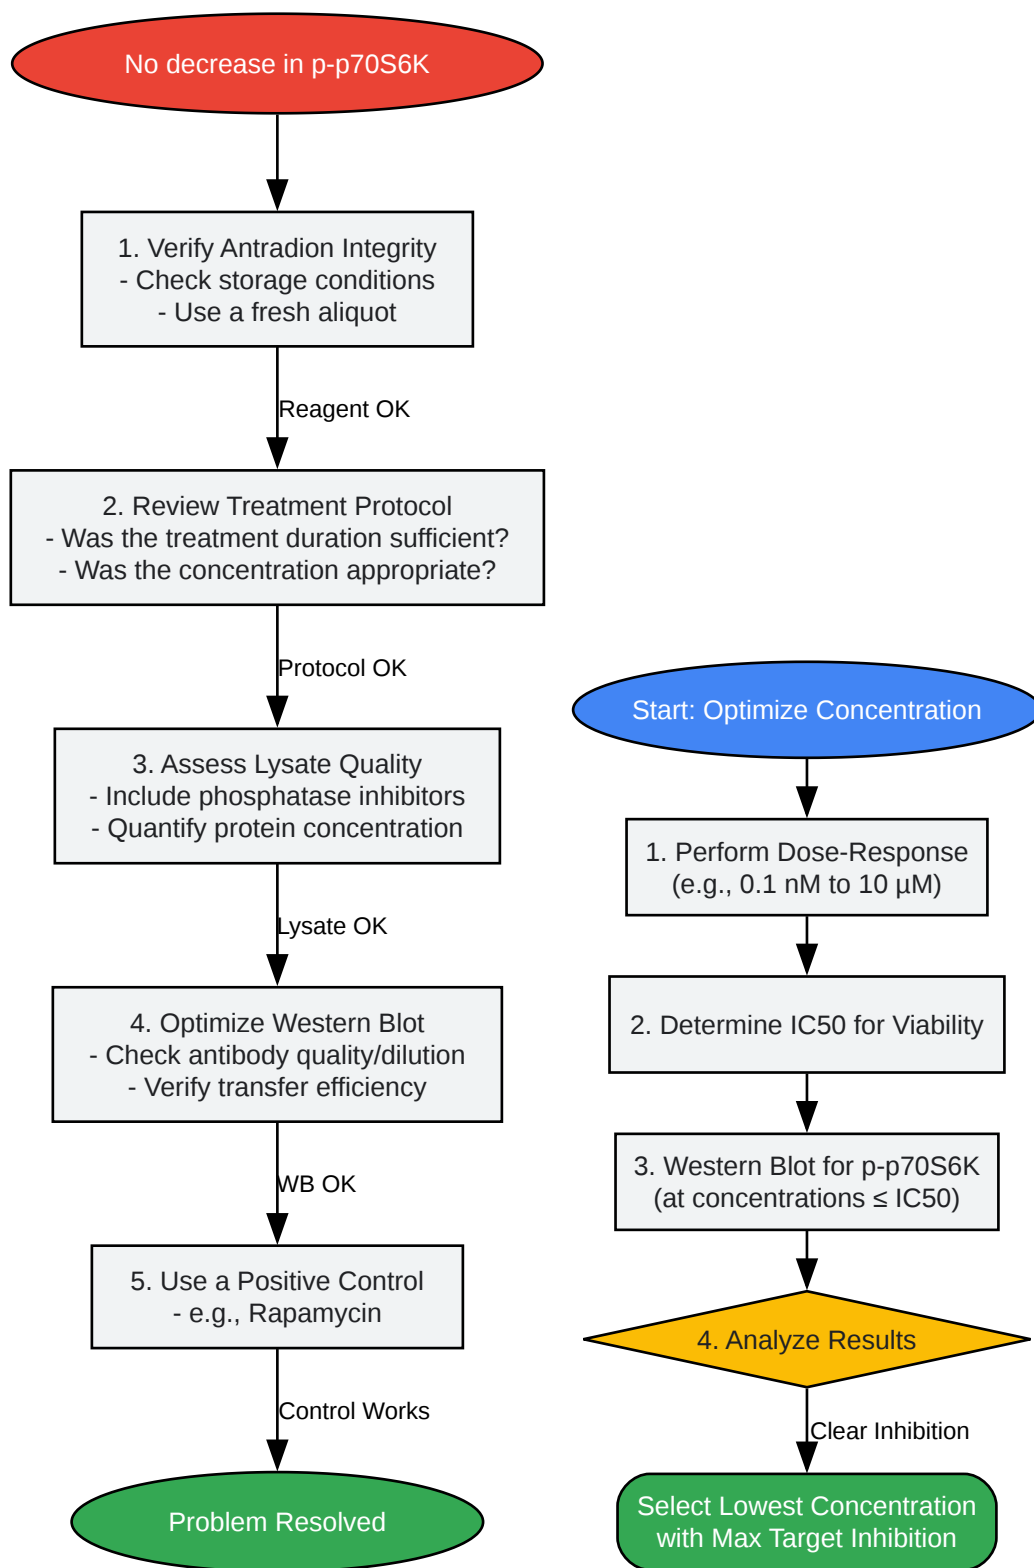 No decrease in p-p70S6K
1. Verify Antradion Integrity
- Check storage conditions
- Use a fresh aliquot
Reagent OK
2. Review Treatment Protocol
- Was the treatment duration sufficient?
- Was the concentration appropriate?
Protocol OK
3. Assess Lysate Quality
- Include phosphatase inhibitors
- Quantify protein concentration
Lysate OK
4. Optimize Western Blot
- Check antibody quality/dilution
- Verify transfer efficiency
WB OK
5. Use a Positive Control
- e.g., Rapamycin
Control Works
Problem Resolved
Start: Optimize Concentration
1. Perform Dose-Response
(e.g., 0.1 nM to 10 µM)
2. Determine IC50 for Viability
3. Western Blot for p-p70S6K
(at concentrations ≤ IC50)
4. Analyze Results
Clear Inhibition
Select Lowest Concentration
with Max Target Inhibition